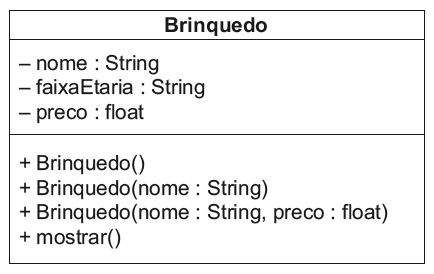 Brinquedo
– nome : String
– faixaEtaria : String
– preco : float
+ Brinquedo()
+ Brinquedo(nome : String)
+ Brinquedo(nome : String, preco : float)
+ mostrar()